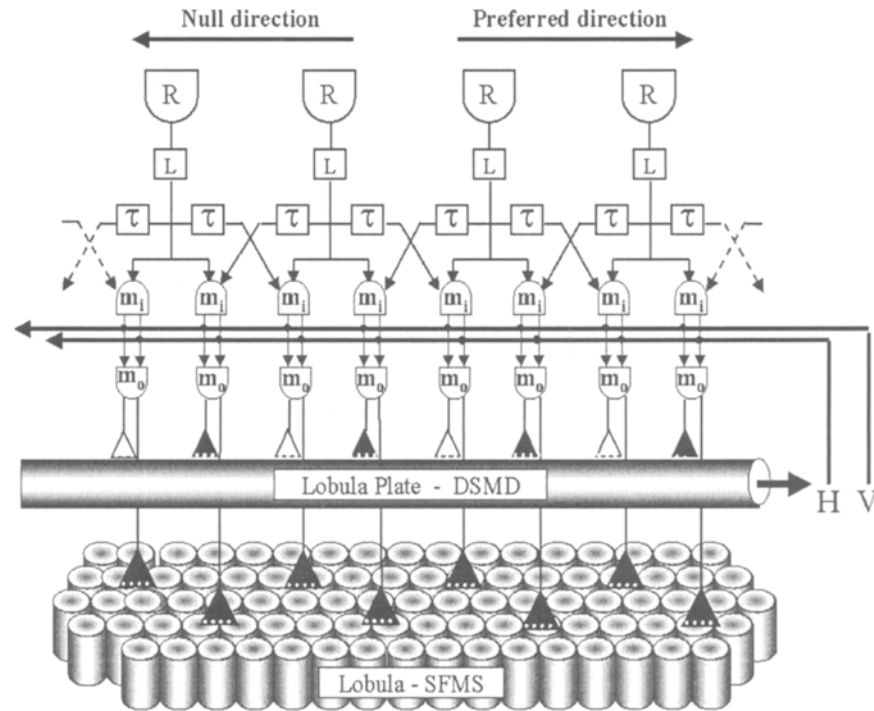 Null direction Preferred direction
R R R R
L L L L
τ τ τ τ τ τ τ τ
m_i m_i m_i m_i m_i m_i m_i m_i
m_o m_o m_o m_o m_o m_o m_o m_o
Lobula Plate - DSMD
H V
Lobula - SFMS